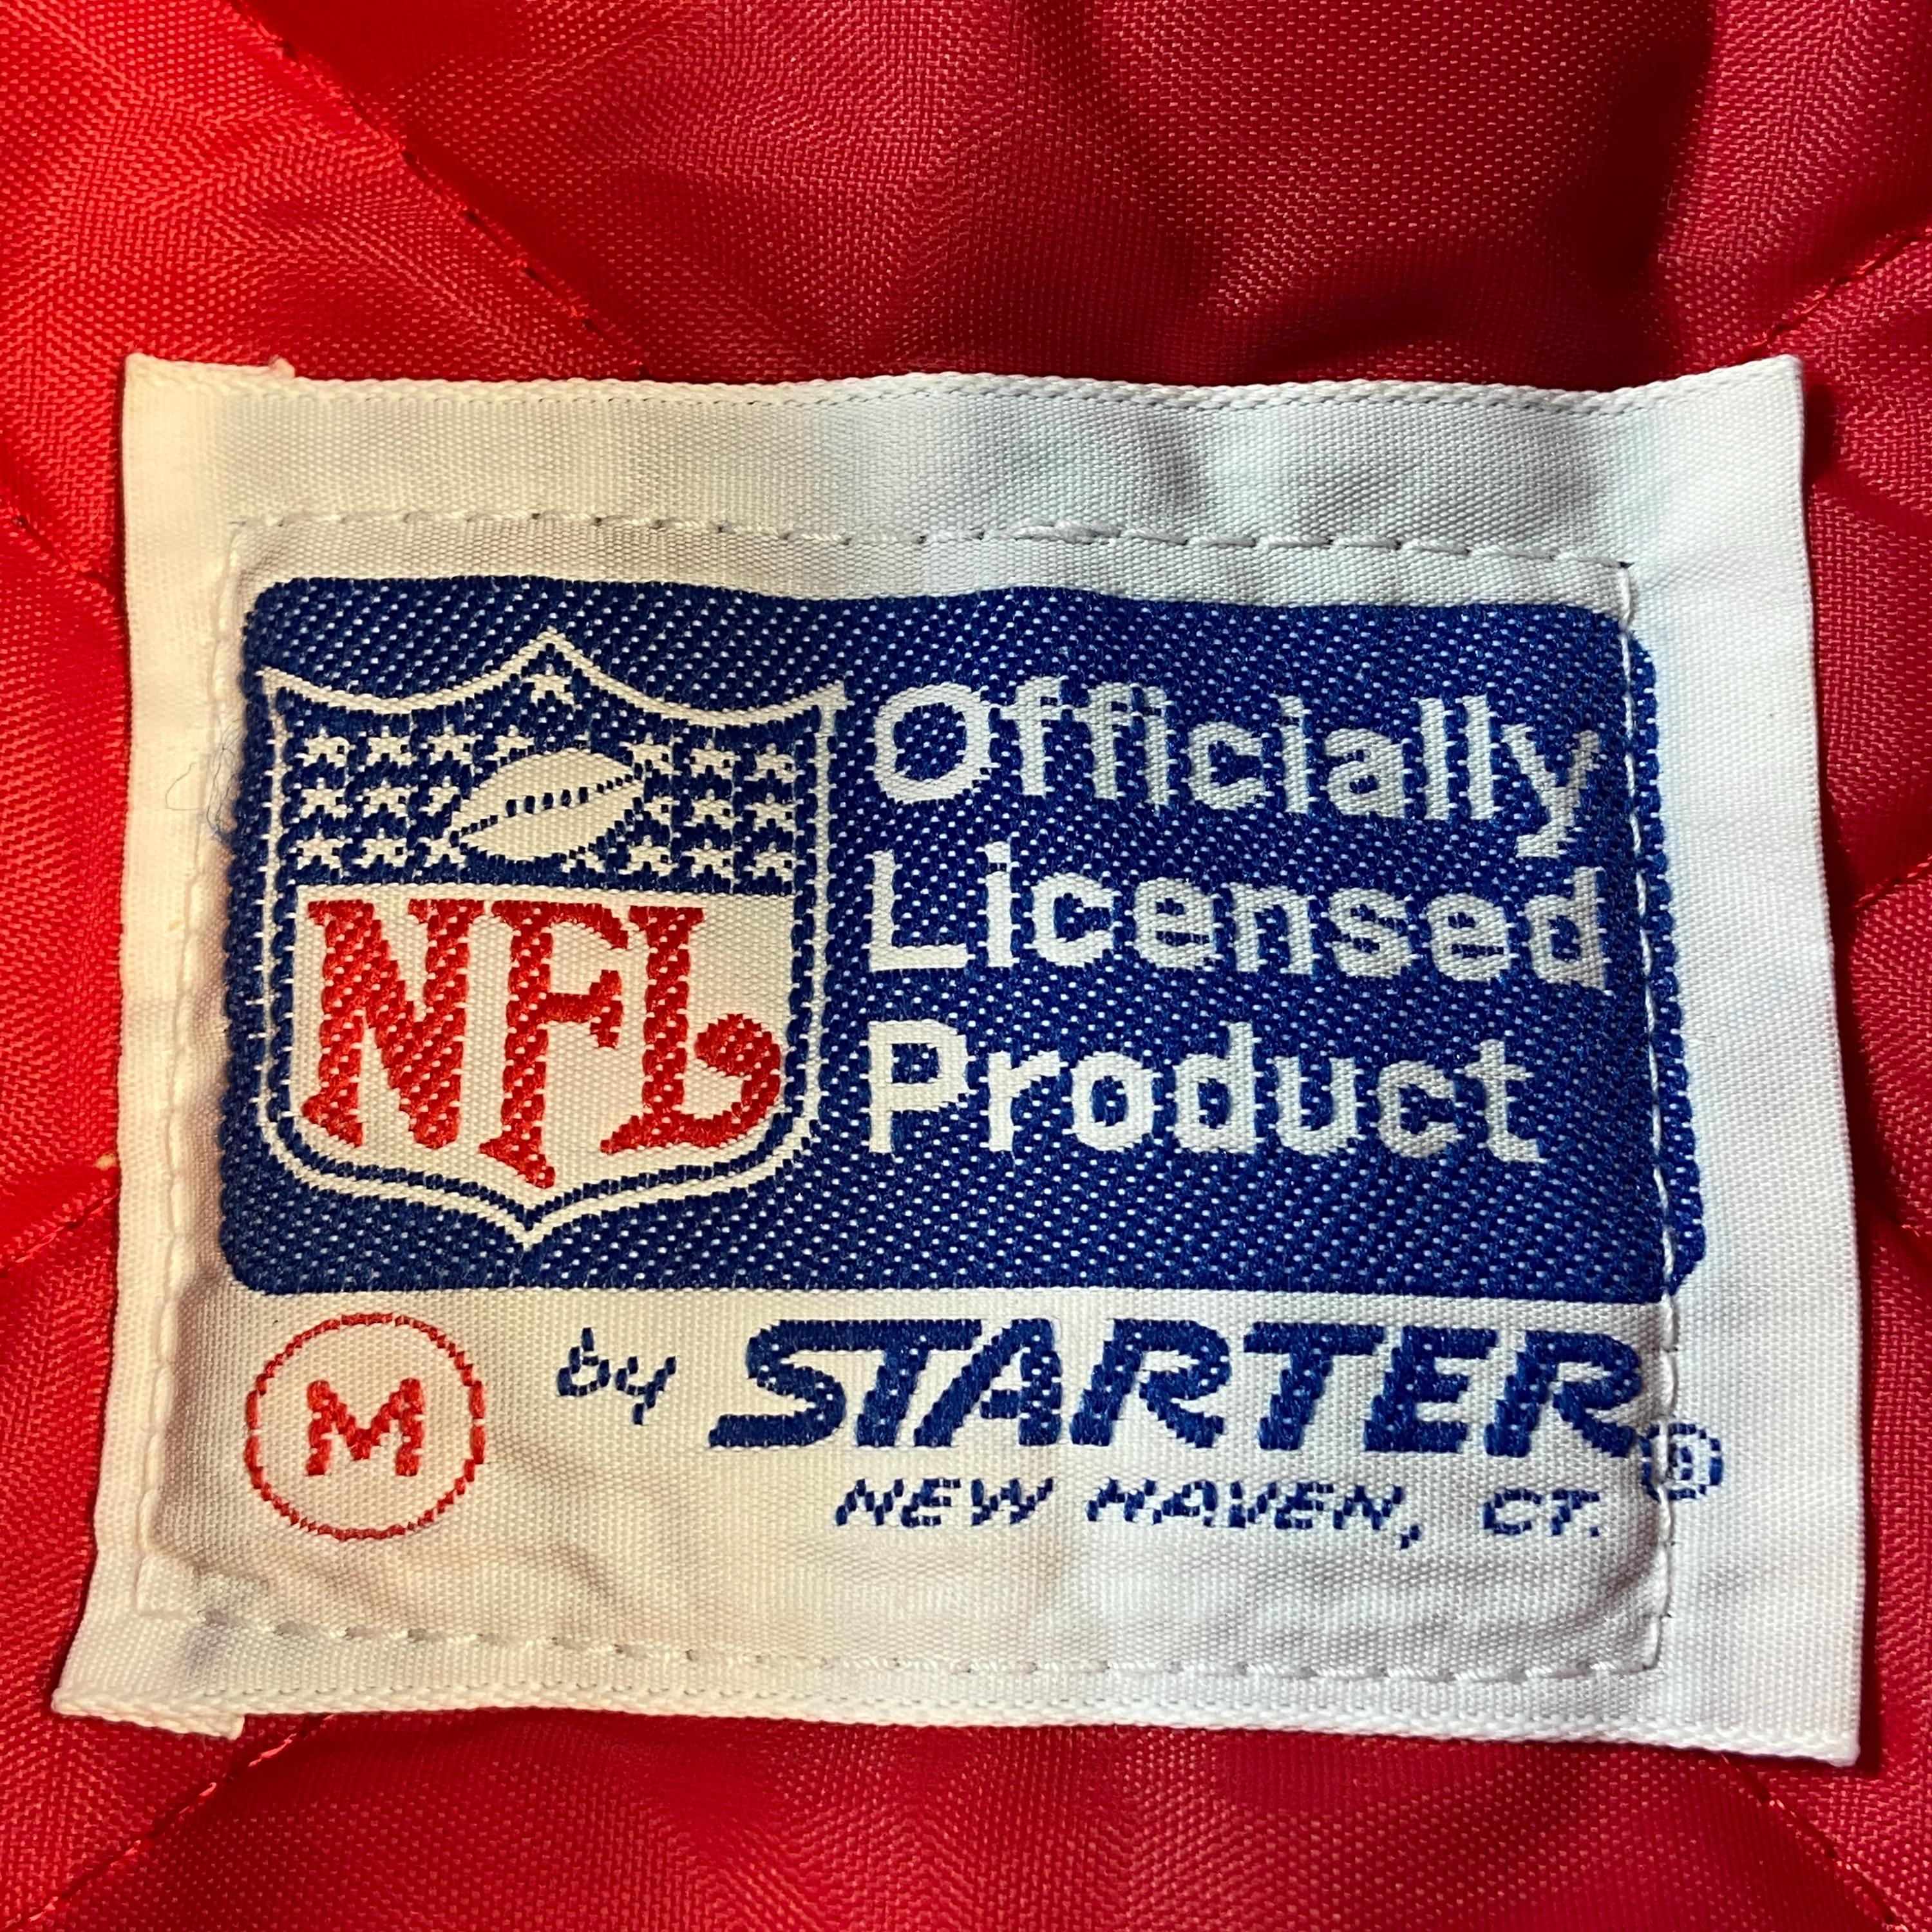 NFL
Officially
Licensed
Product
M
by STARTER®
NEW HAVEN, CT.